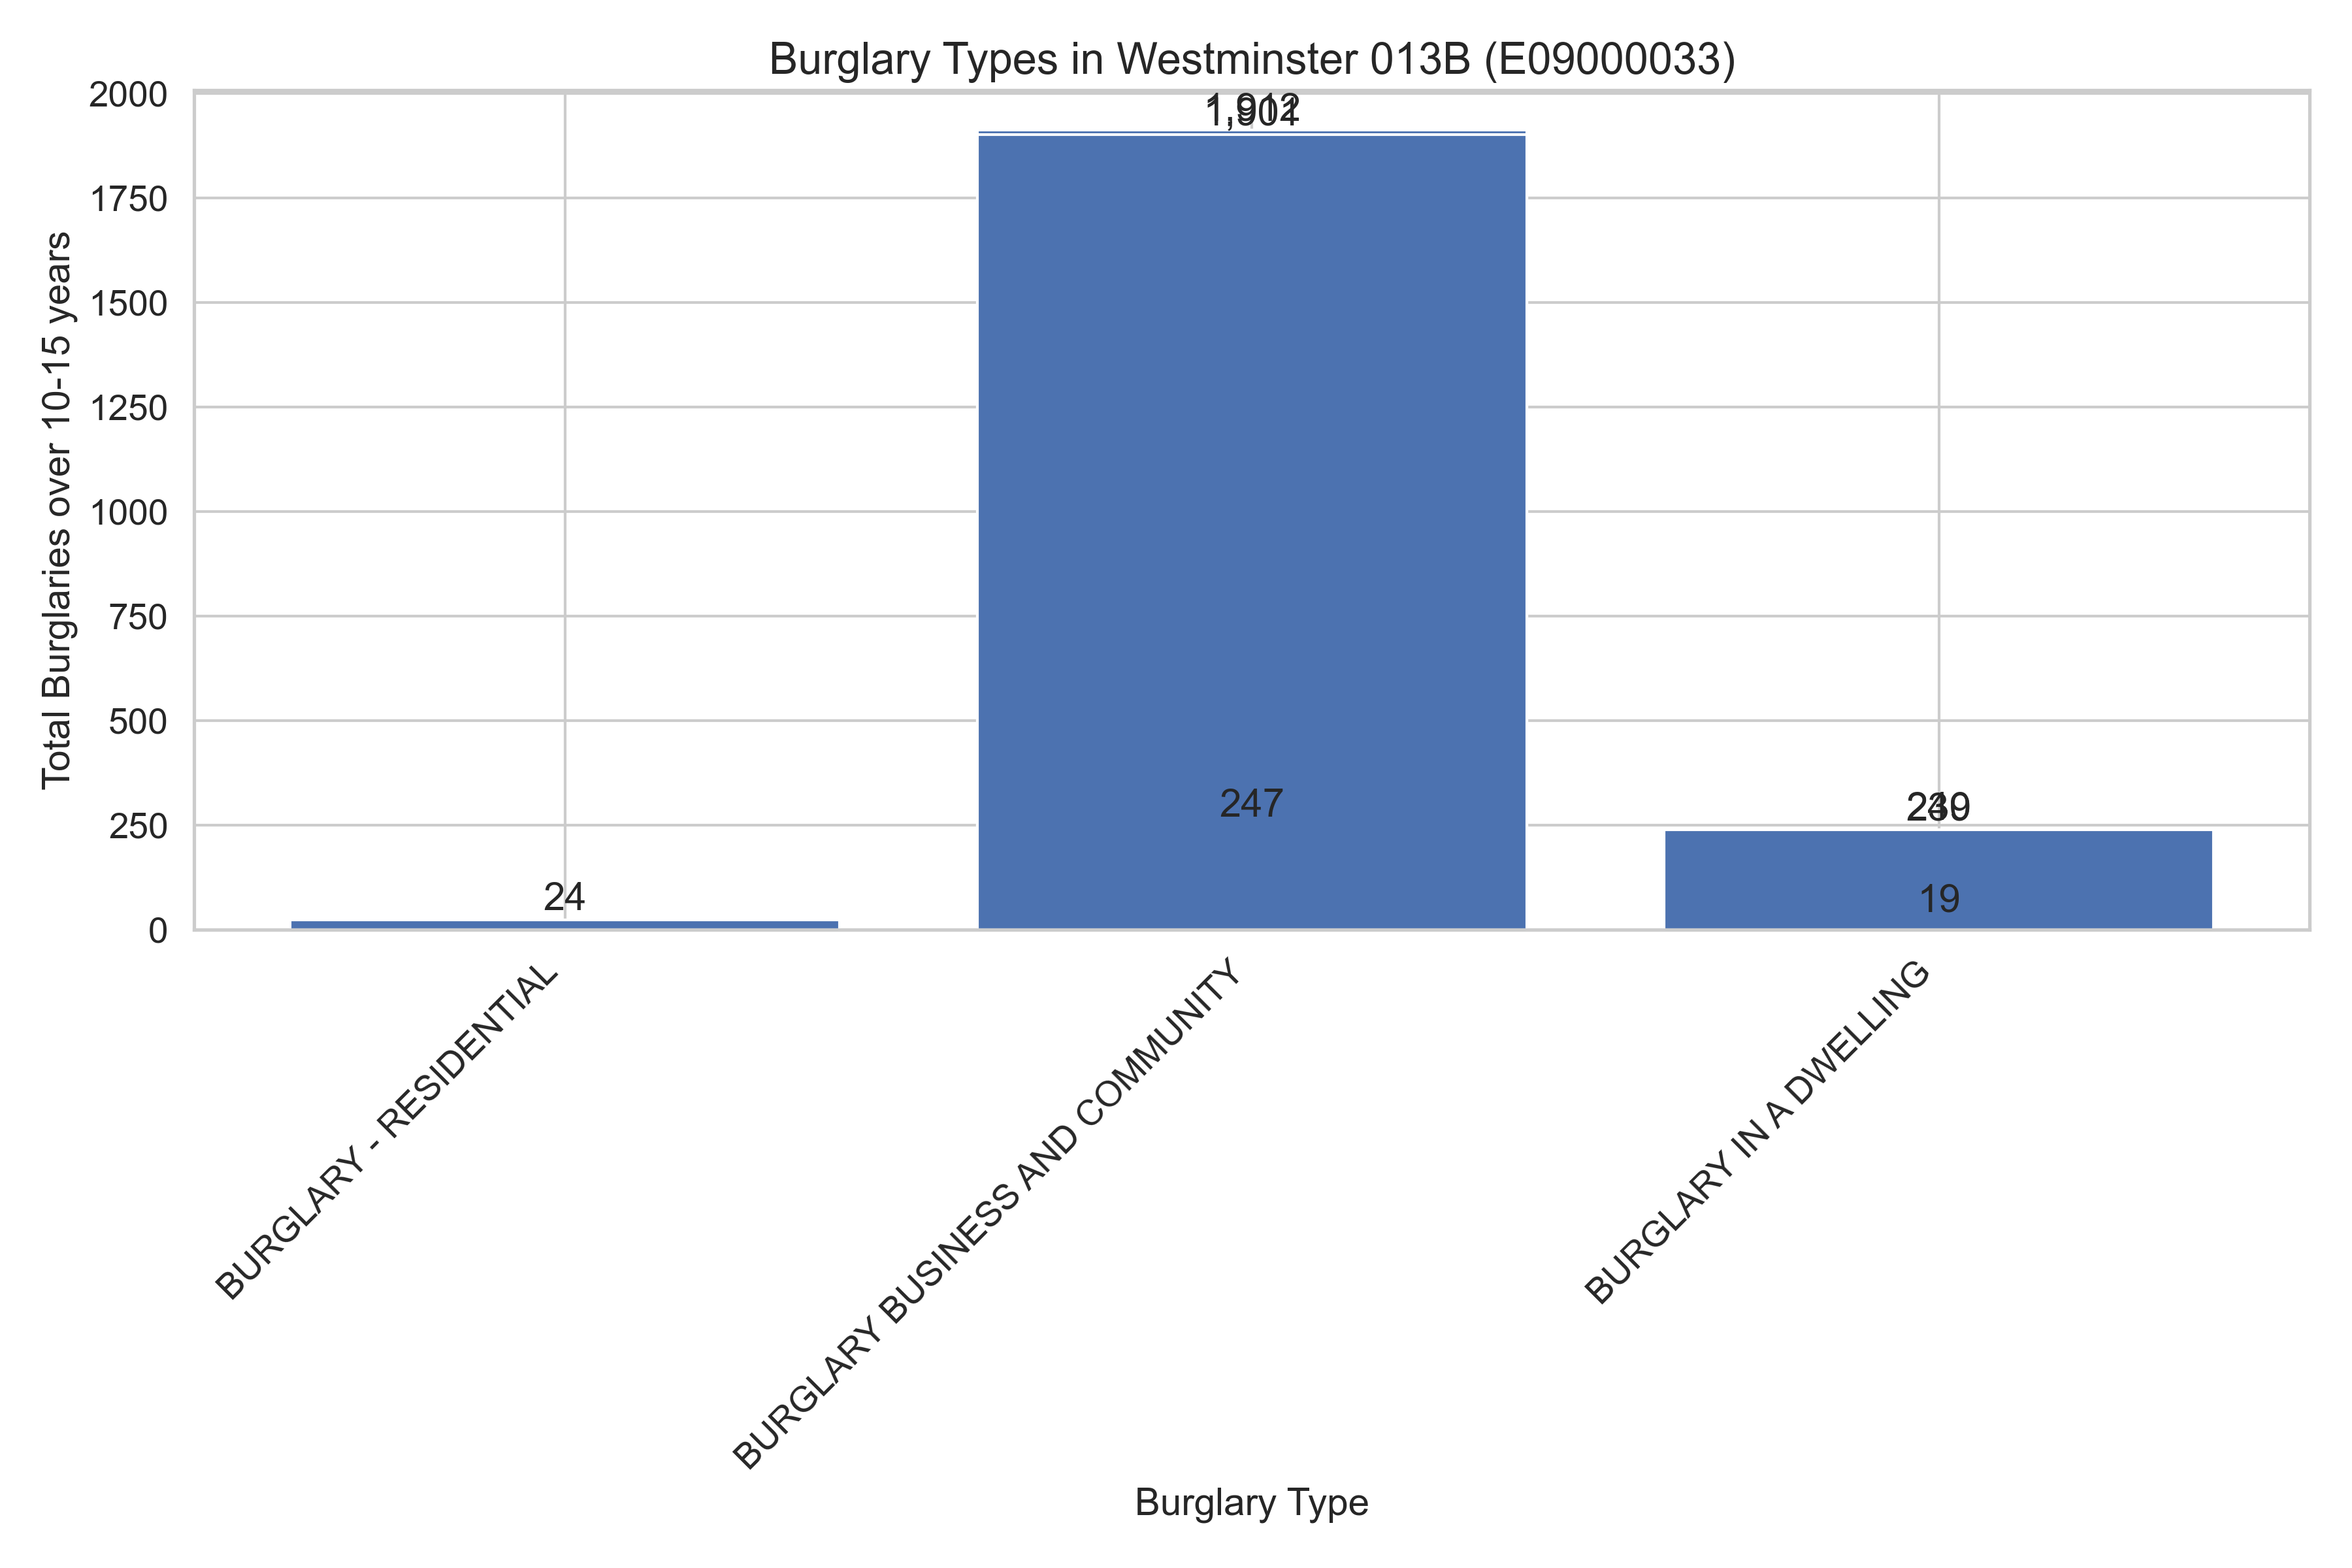 Burglary Types in Westminster 013B (E09000033)
Total Burglaries over 10-15 years
2000
1750
1500
1250
1000
750
500
250
0
24
247
19
BURGLARY - RESIDENTIAL
BURGLARY BUSINESS AND COMMUNITY
BURGLARY IN A DWELLING
Burglary Type